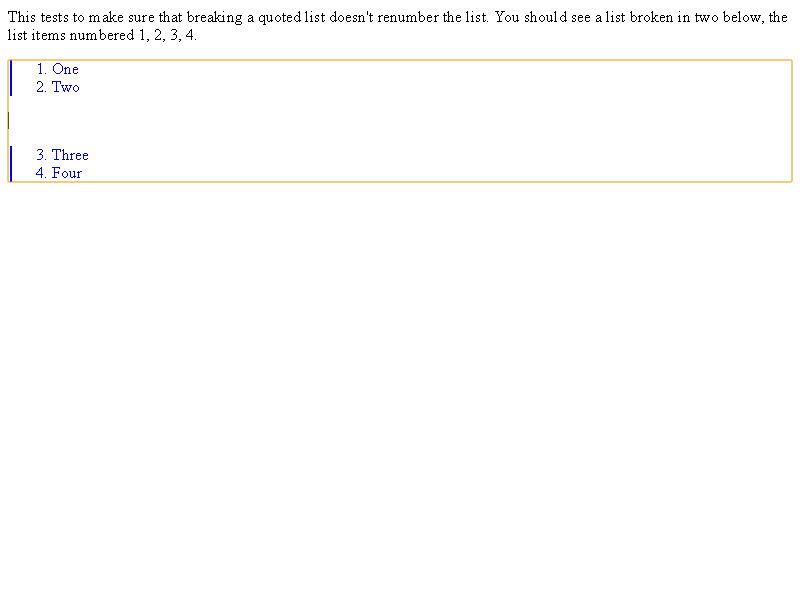 This tests to make sure that breaking a quoted list doesn't renumber the list. You should see a list broken in two below, the
list items numbered 1, 2, 3, 4.
1. One
2. Two
3. Three
4. Four